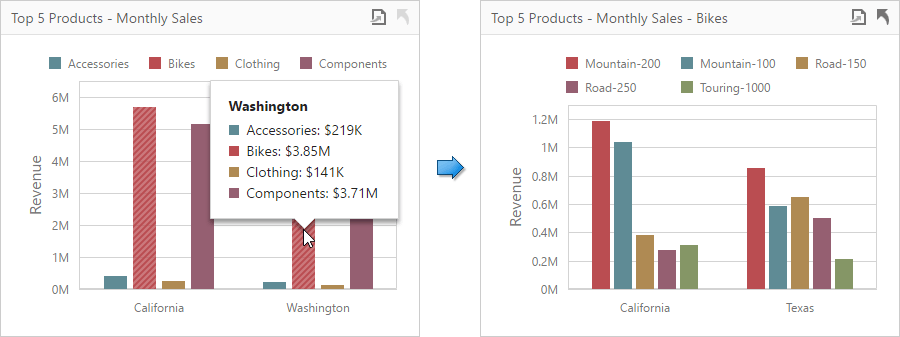 Top 5 Products - Monthly Sales
Accessories Bikes Clothing Components
6M
5M
4M
3M
2M
1M
0M
Revenue
Washington
Accessories: $219K
Bikes: $3.85M
Clothing: $141K
Components: $3.71M
California Washington
Top 5 Products - Monthly Sales - Bikes
Mountain-200 Mountain-100 Road-150
Road-250 Touring-1000
1.2M
1.0M
0.8M
0.6M
0.4M
0.2M
0M
Revenue
California Texas